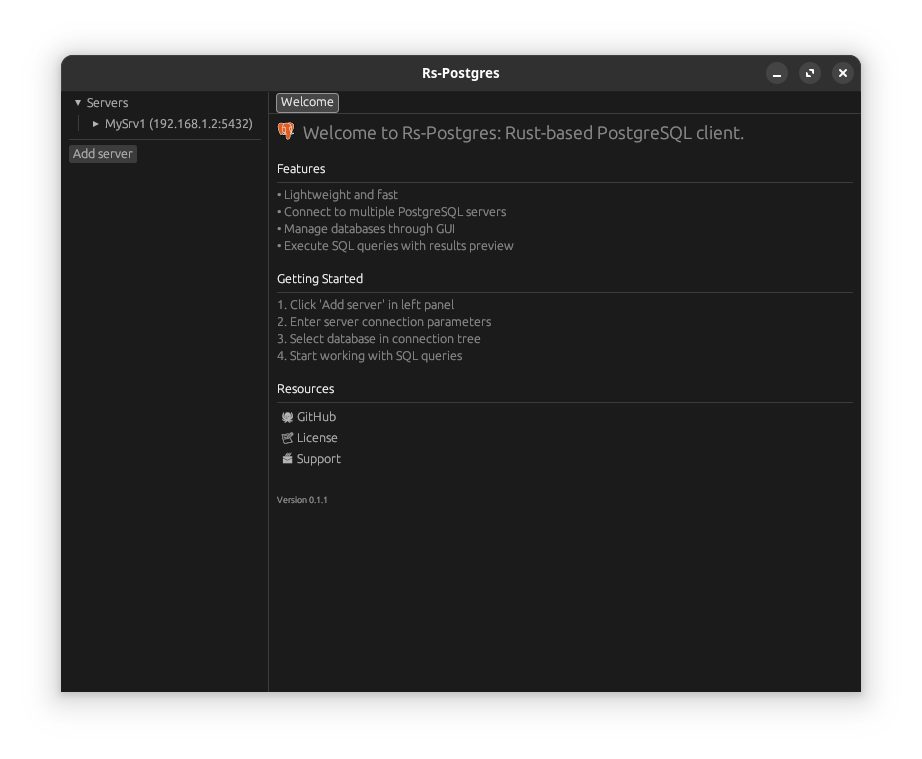 Rs-Postgres
Servers
MySrv1 (192.168.1.2:5432)
Add server
Welcome
Welcome to Rs-Postgres: Rust-based PostgreSQL client.
Features
• Lightweight and fast
• Connect to multiple PostgreSQL servers
• Manage databases through GUI
• Execute SQL queries with results preview
Getting Started
1. Click 'Add server' in left panel
2. Enter server connection parameters
3. Select database in connection tree
4. Start working with SQL queries
Resources
GitHub
License
Support
Version 0.1.1